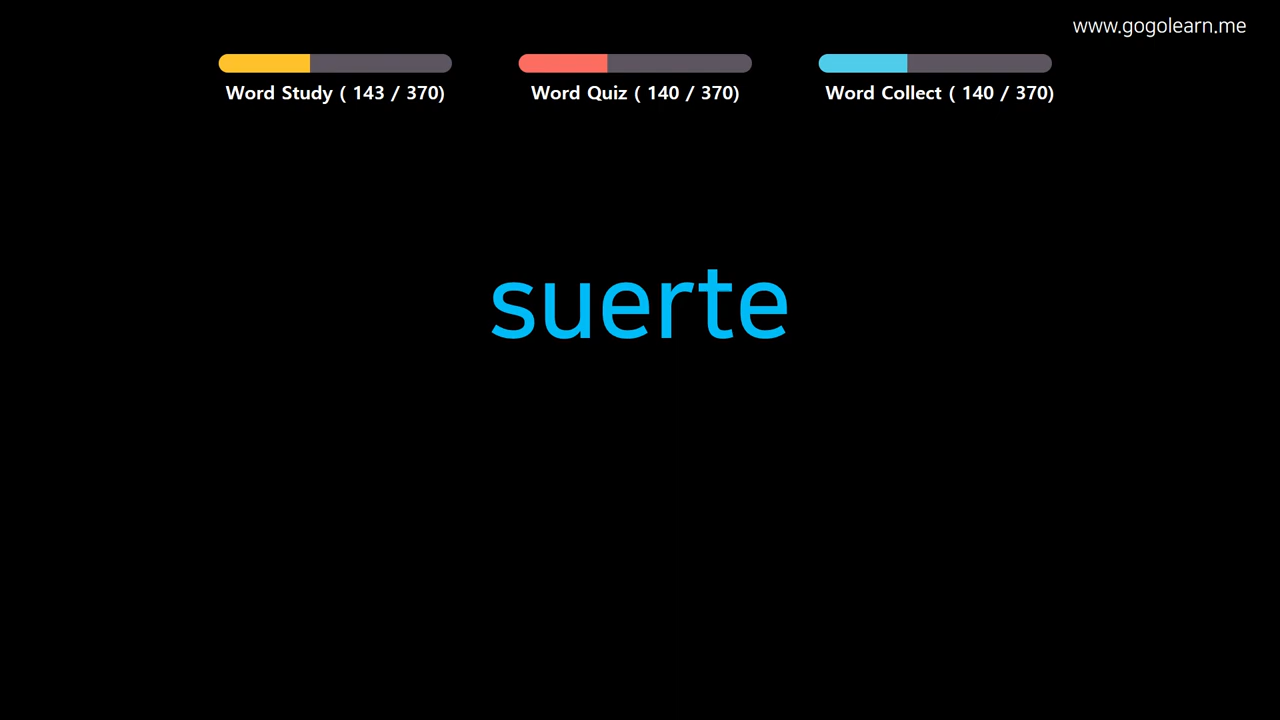 www.gogolearn.me
Word Study ( 143 / 370)
Word Quiz ( 140 / 370)
Word Collect ( 140 / 370)
suerte